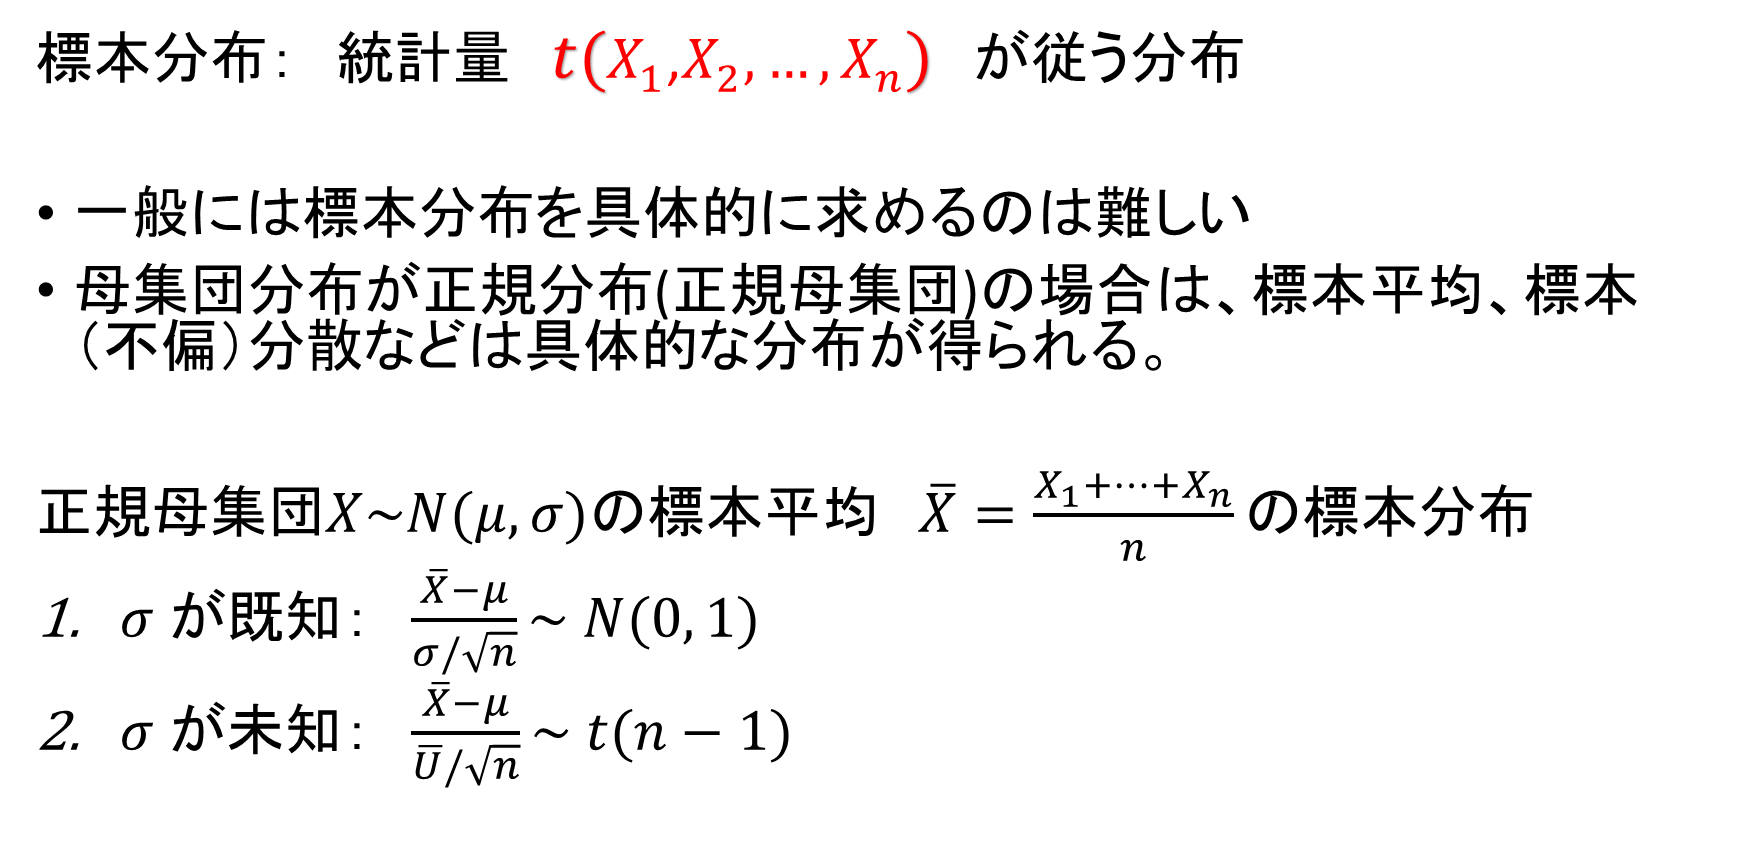 標本分布： 統計量 t(X₁,X₂, …, Xₙ) が従う分布
• 一般には標本分布を具体的に求めるのは難しい
• 母集団分布が正規分布(正規母集団)の場合は、標本平均、標本
（不偏）分散などは具体的な分布が得られる。
正規母集団X~N(μ, σ)の標本平均 X̄ = (X₁+⋯+Xₙ)/n の標本分布
1. σ が既知： (X̄−μ)/(σ/√n) ~ N(0, 1)
2. σ が未知： (X̄−μ)/(Ū/√n) ~ t(n − 1)